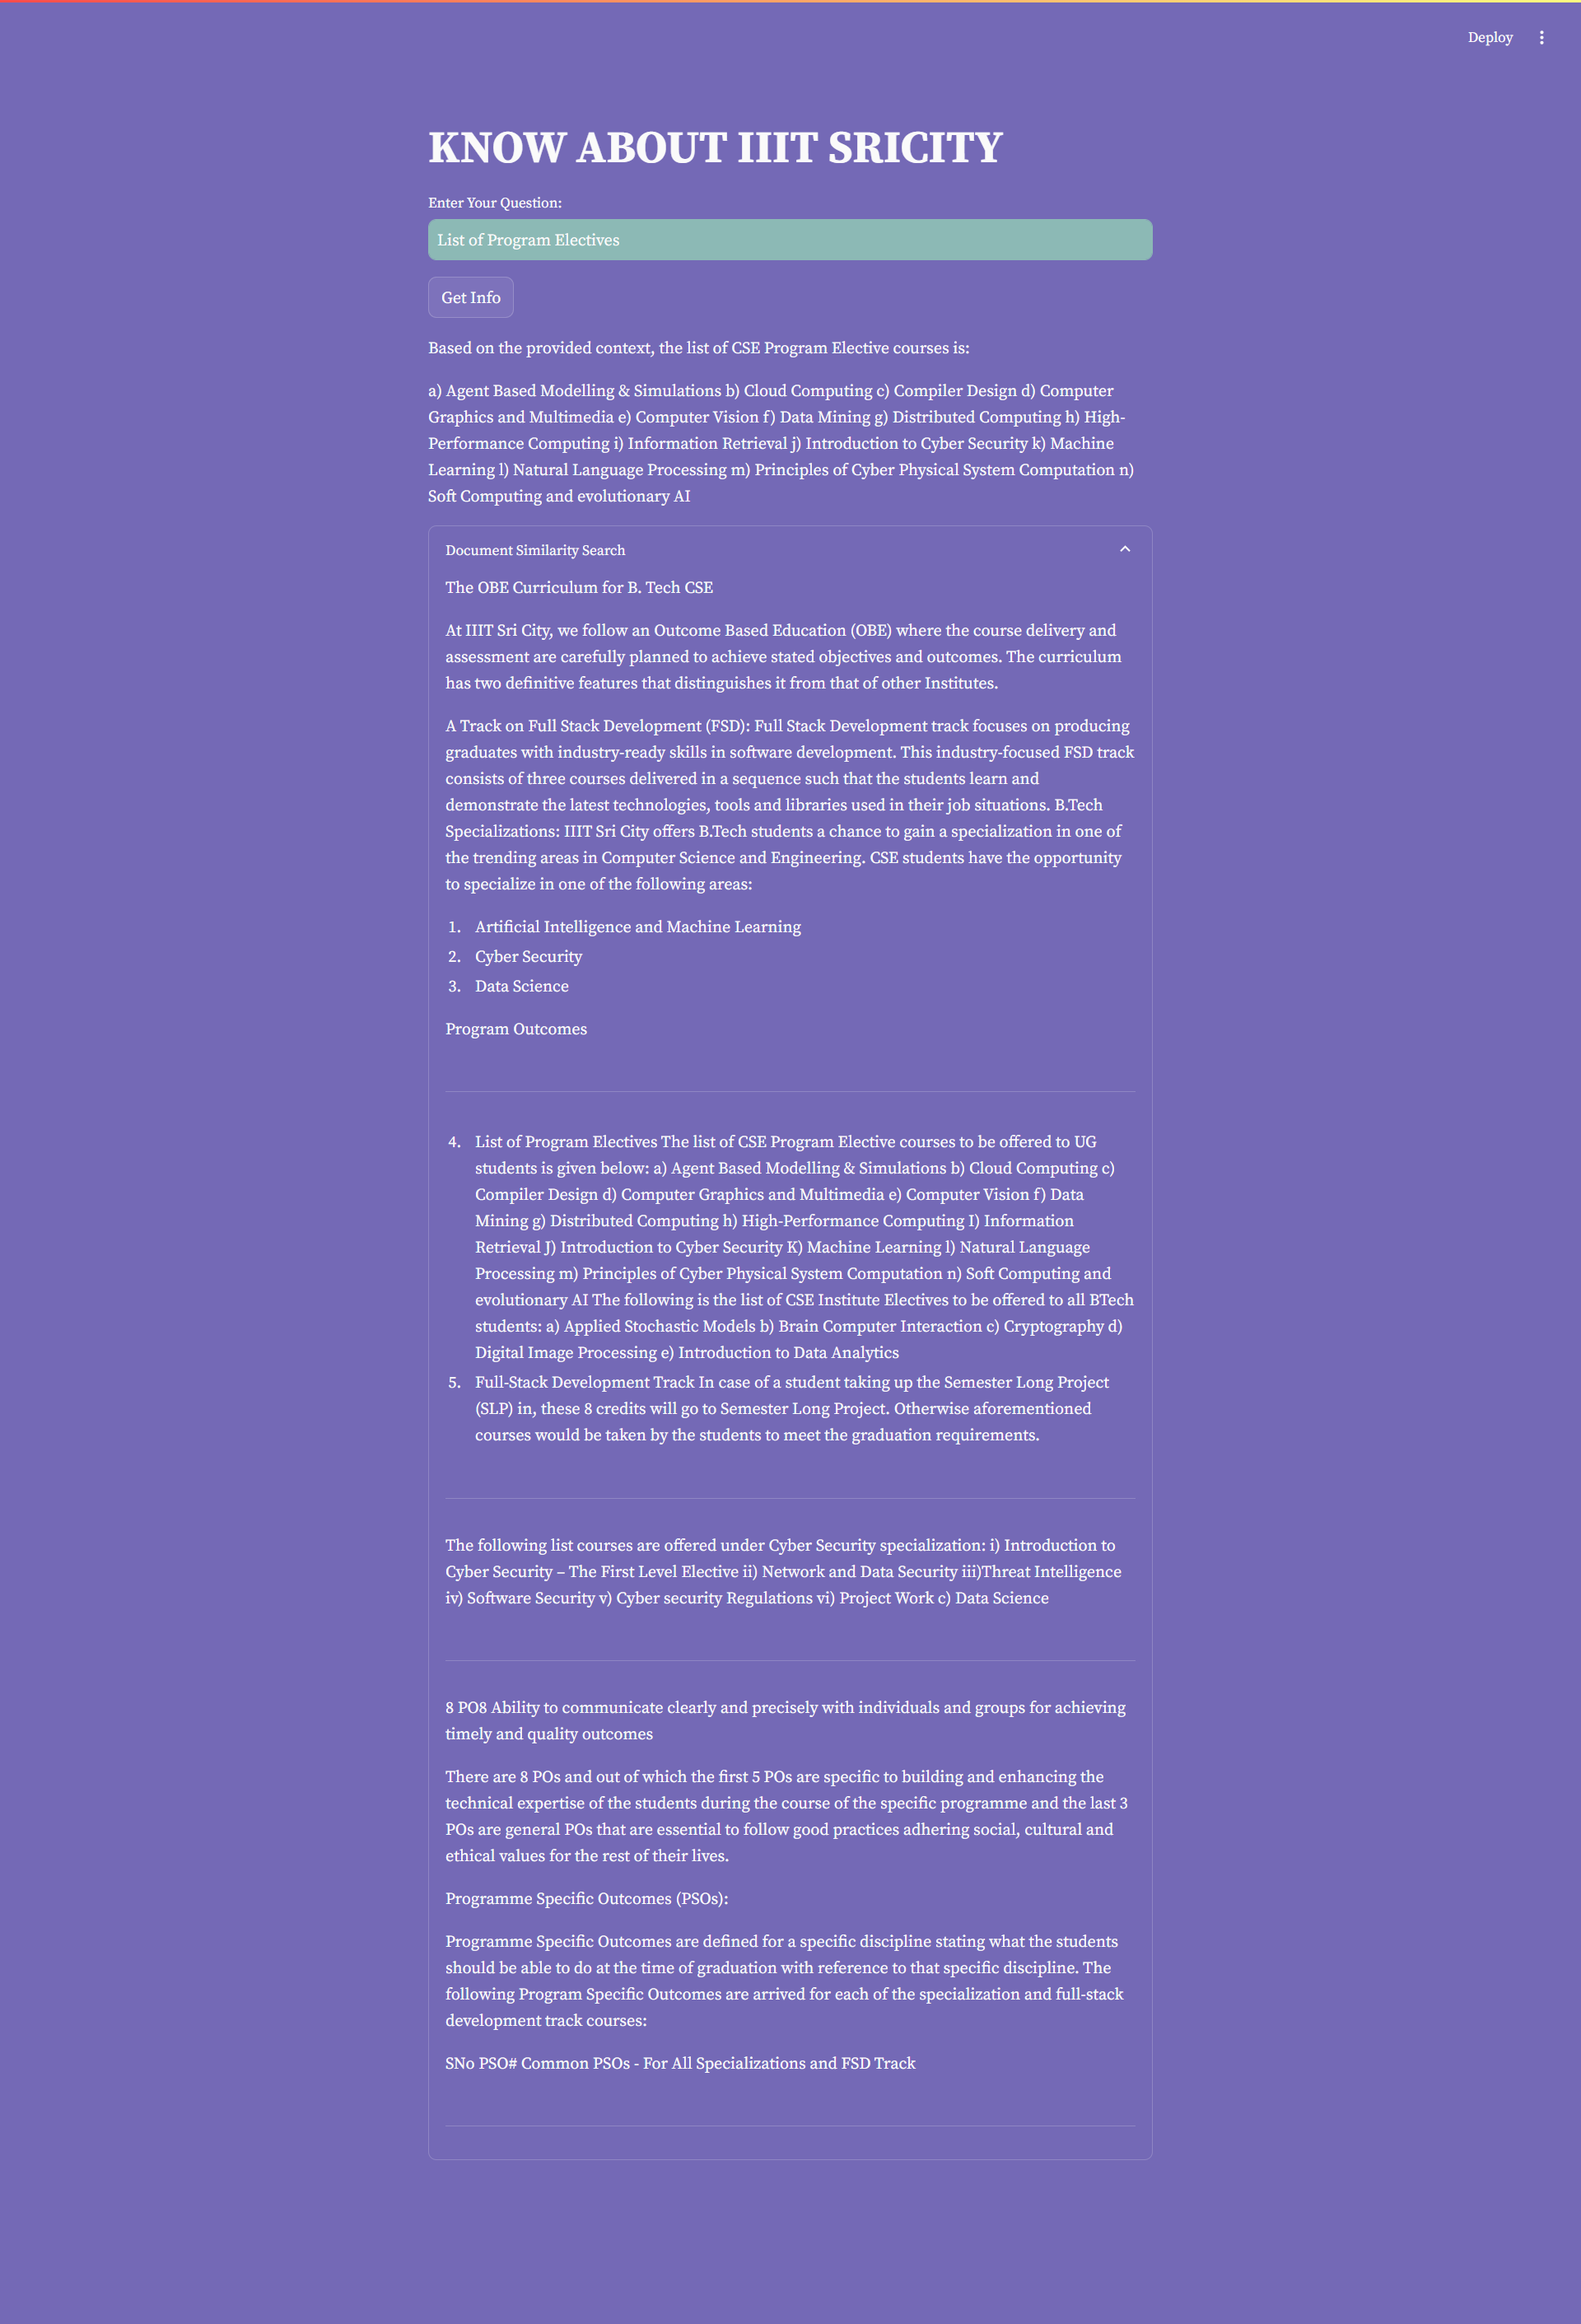 Deploy
KNOW ABOUT IIIT SRICITY
Enter Your Question:
List of Program Electives
Get Info
Based on the provided context, the list of CSE Program Elective courses is:
a) Agent Based Modelling & Simulations b) Cloud Computing c) Compiler Design d) Computer
Graphics and Multimedia e) Computer Vision f) Data Mining g) Distributed Computing h) High-
Performance Computing i) Information Retrieval j) Introduction to Cyber Security k) Machine
Learning l) Natural Language Processing m) Principles of Cyber Physical System Computation n)
Soft Computing and evolutionary AI
Document Similarity Search
The OBE Curriculum for B. Tech CSE
At IIIT Sri City, we follow an Outcome Based Education (OBE) where the course delivery and
assessment are carefully planned to achieve stated objectives and outcomes. The curriculum
has two definitive features that distinguishes it from that of other Institutes.
A Track on Full Stack Development (FSD): Full Stack Development track focuses on producing
graduates with industry-ready skills in software development. This industry-focused FSD track
consists of three courses delivered in a sequence such that the students learn and
demonstrate the latest technologies, tools and libraries used in their job situations. B.Tech
Specializations: IIIT Sri City offers B.Tech students a chance to gain a specialization in one of
the trending areas in Computer Science and Engineering. CSE students have the opportunity
to specialize in one of the following areas:
1. Artificial Intelligence and Machine Learning
2. Cyber Security
3. Data Science
Program Outcomes
4. List of Program Electives The list of CSE Program Elective courses to be offered to UG
students is given below: a) Agent Based Modelling & Simulations b) Cloud Computing c)
Compiler Design d) Computer Graphics and Multimedia e) Computer Vision f) Data
Mining g) Distributed Computing h) High-Performance Computing I) Information
Retrieval J) Introduction to Cyber Security K) Machine Learning l) Natural Language
Processing m) Principles of Cyber Physical System Computation n) Soft Computing and
evolutionary AI The following is the list of CSE Institute Electives to be offered to all BTech
students: a) Applied Stochastic Models b) Brain Computer Interaction c) Cryptography d)
Digital Image Processing e) Introduction to Data Analytics
5. Full-Stack Development Track In case of a student taking up the Semester Long Project
(SLP) in, these 8 credits will go to Semester Long Project. Otherwise aforementioned
courses would be taken by the students to meet the graduation requirements.
The following list courses are offered under Cyber Security specialization: i) Introduction to
Cyber Security – The First Level Elective ii) Network and Data Security iii)Threat Intelligence
iv) Software Security v) Cyber security Regulations vi) Project Work c) Data Science
8 PO8 Ability to communicate clearly and precisely with individuals and groups for achieving
timely and quality outcomes
There are 8 POs and out of which the first 5 POs are specific to building and enhancing the
technical expertise of the students during the course of the specific programme and the last 3
POs are general POs that are essential to follow good practices adhering social, cultural and
ethical values for the rest of their lives.
Programme Specific Outcomes (PSOs):
Programme Specific Outcomes are defined for a specific discipline stating what the students
should be able to do at the time of graduation with reference to that specific discipline. The
following Program Specific Outcomes are arrived for each of the specialization and full-stack
development track courses:
SNo PSO# Common PSOs - For All Specializations and FSD Track